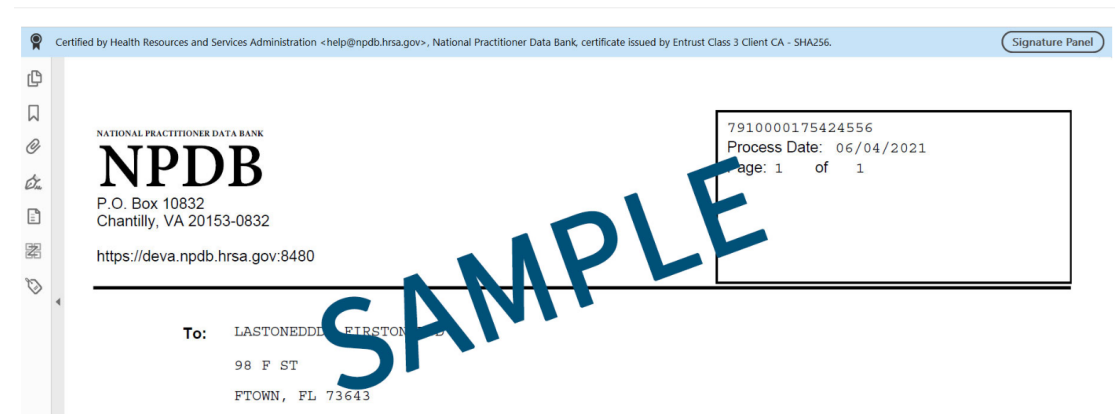 Certified by Health Resources and Services Administration <help@npdb.hrsa.gov>, National Practitioner Data Bank, certificate issued by Entrust Class 3 Client CA - SHA256.
Signature Panel
NATIONAL PRACTITIONER DATA BANK
NPDB
P.O. Box 10832
Chantilly, VA 20153-0832
https://deva.npdb.hrsa.gov:8480
7910000175424556
Process Date: 06/04/2021
Page: 1 of 1
SAMPLE
To:
98 F ST
FTOWN, FL 73643